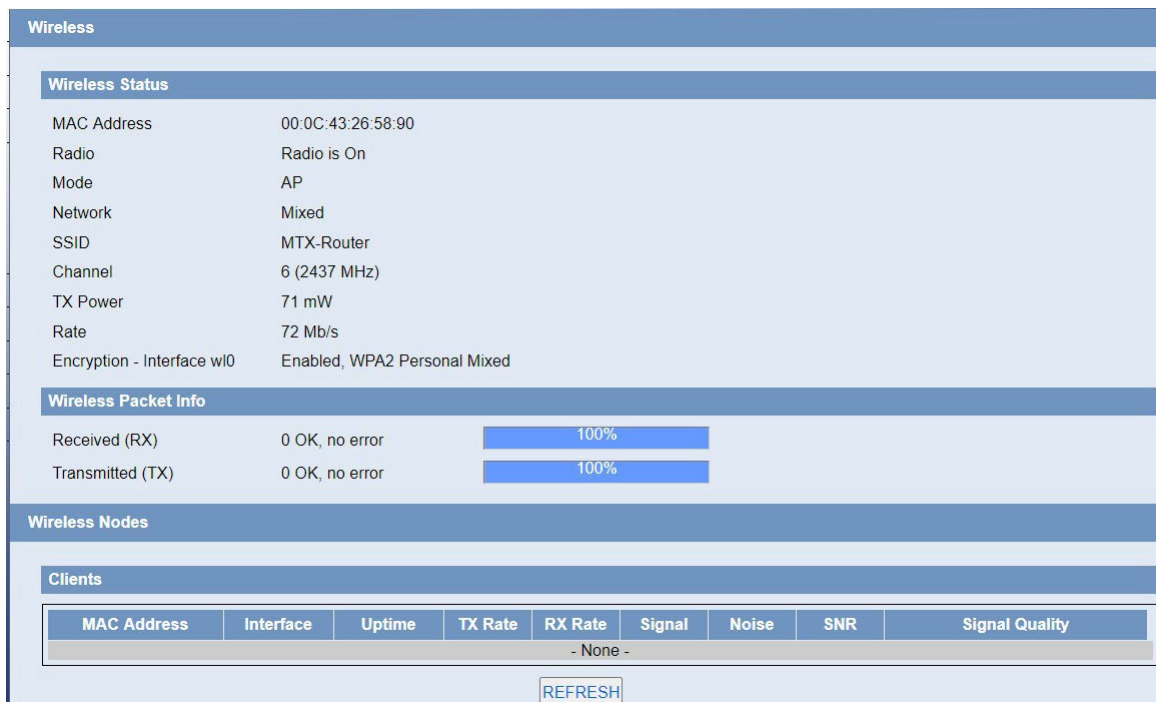 Wireless
Wireless Status
MAC Address 00:0C:43:26:58:90
Radio Radio is On
Mode AP
Network Mixed
SSID MTX-Router
Channel 6 (2437 MHz)
TX Power 71 mW
Rate 72 Mb/s
Encryption - Interface wl0 Enabled, WPA2 Personal Mixed
Wireless Packet Info
Received (RX) 0 OK, no error 100%
Transmitted (TX) 0 OK, no error 100%
Wireless Nodes
Clients
MAC Address Interface Uptime TX Rate RX Rate Signal Noise SNR Signal Quality
- None -
REFRESH